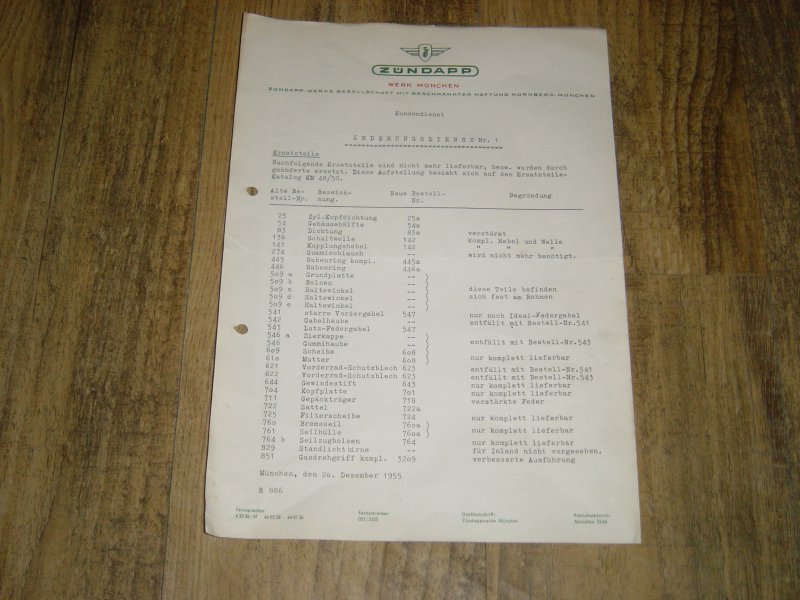 ZÜNDAPP
WERK MÜNCHEN
ZÜNDAPP-WERKE GESELLSCHAFT MIT BESCHRÄNKTER HAFTUNG NÜRNBERG-MÜNCHEN
Kundendienst
ÄNDERUNGSDIENST Nr. 1
Ersatzteile
Nachfolgende Ersatzteile sind nicht mehr lieferbar, bezw. wurden durch
geänderte ersetzt. Diese Aufstellung bezieht sich auf den Ersatzteile-
Katalog KM 48/50.
Alte Be- Bezeich- Neue Bestell- Begründung
stell-Nr. nung. Nr.
25 Zyl.Kopfdichtung 25a
54 Gehäusehälfte 54a
83 Dichtung 83a verstärkt
136 Schaltwelle 142 kompl. Hebel und Welle
141 Kupplungshebel 142 " " "
274 Gummischlauch -- wird nicht mehr benötigt.
445 Nabenring kompl. 445a
446 Nabenring 446a
509 a Grundplatte -- )
509 b Bolzen -- )
509 c Haltewinkel -- ) diese Teile befinden
509 d Haltewinkel -- ) sich fest am Rahmen
509 e Haltewinkel -- )
541 starre Vordergabel 547 nur noch Ideal-Federgabel
542 Gabelhaube -- entfällt mit Bestell-Nr.541
543 Lutz-Federgabel 547
546 a Zierkappe -- ) entfällt mit Bestell-Nr.543
546 Gummihaube -- )
609 Scheibe 608 ) nur komplett lieferbar
610 Mutter 608 )
621 Vorderrad-Schutzblech 623 entfällt mit Bestell-Nr.541
622 Vorderrad-Schutzblech 623 entfällt mit Bestell-Nr.543
644 Gewindestift 643 nur komplett lieferbar
704 Kopfplatte 701 nur komplett lieferbar
711 Gepäckträger 718 verstärkte Feder
722 Sattel 722a
725 Filterscheibe 724 nur komplett lieferbar
760 Bremsseil 760a ) nur komplett lieferbar
761 Seilhülle 760a )
764 b Seilzugbolzen 764 nur komplett lieferbar
829 Standlichtbirne -- für Inland nicht vorgesehen.
851 Gasdrehgriff kompl. 3209 verbesserte Ausführung
München, den 20. Dezember 1955
R 886
Fernsprecher Fernschreiber Drahtanschrift: Postscheckkonto:
Zündappwerke München